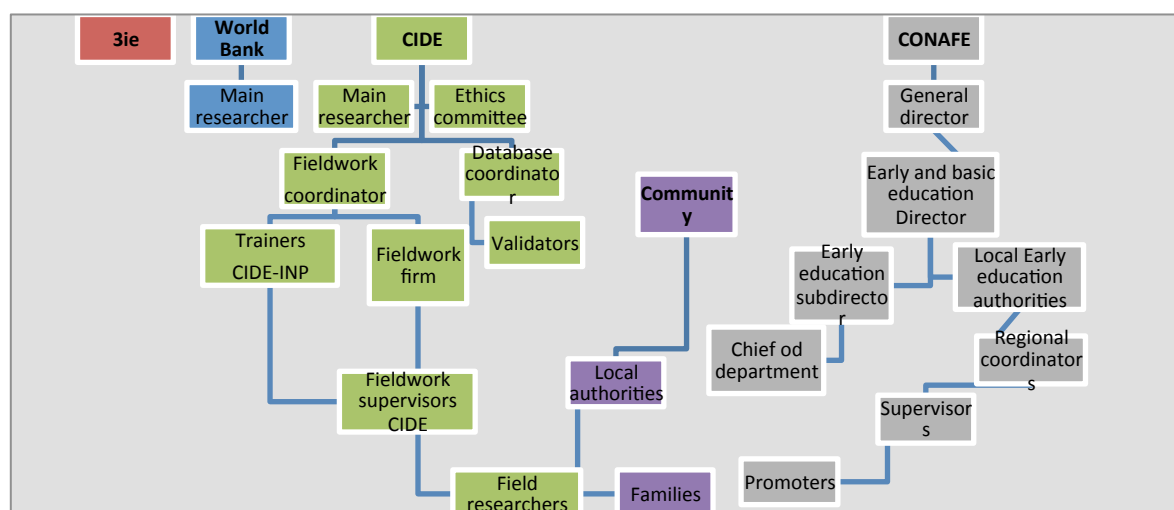 3ie
World
Bank
CIDE
CONAFE
Main
researcher
Main
researcher
Ethics
committee
General
director
Fieldwork
coordinator
Database
coordinato
r
Communit
y
Early and basic
education
Director
Trainers
CIDE-INP
Fieldwork
firm
Validators
Early
education
subdirecto
r
Local Early
education
authorities
Chief od
department
Regional
coordinator
s
Fieldwork
supervisors
CIDE
Local
authorities
Supervisor
s
Field
researchers
Families
Promoters